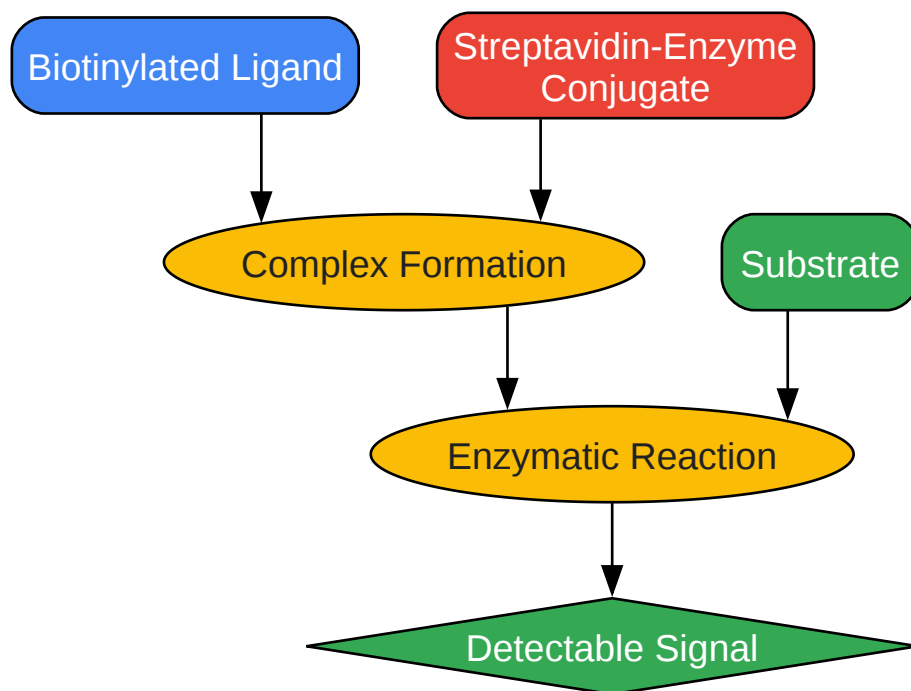 Biotinylated Ligand
Streptavidin-Enzyme
Conjugate
Complex Formation
Substrate
Enzymatic Reaction
Detectable Signal